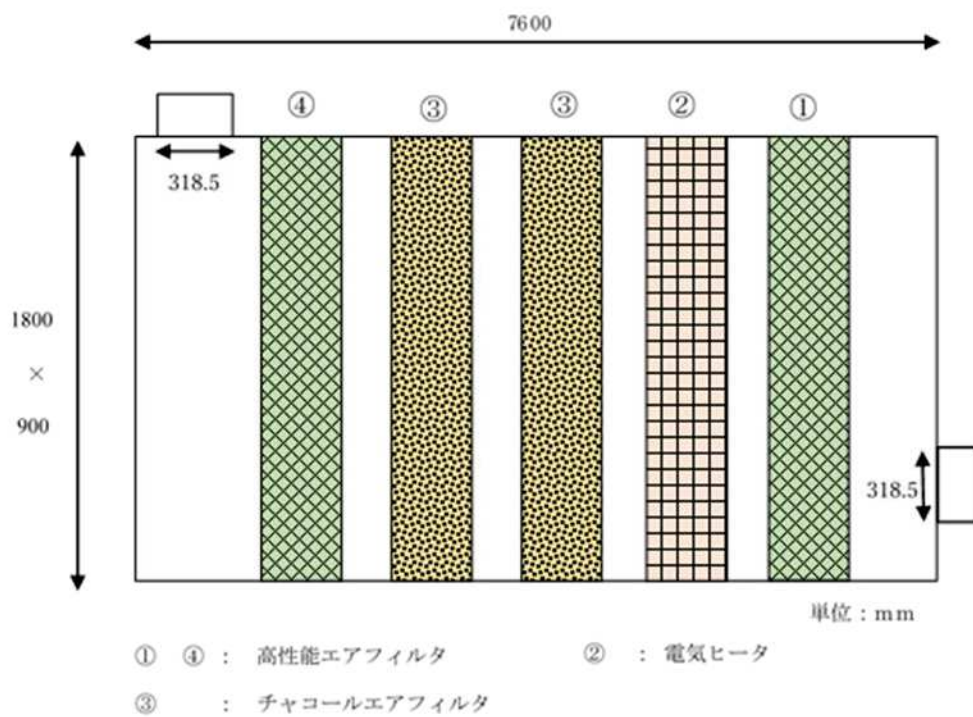 7600
④ ③ ③ ② ①
318.5
1800
×
900
318.5
単位：mm
① ④ ： 高性能エアフィルタ ② ： 電気ヒータ
③ ： チャコールエアフィルタ